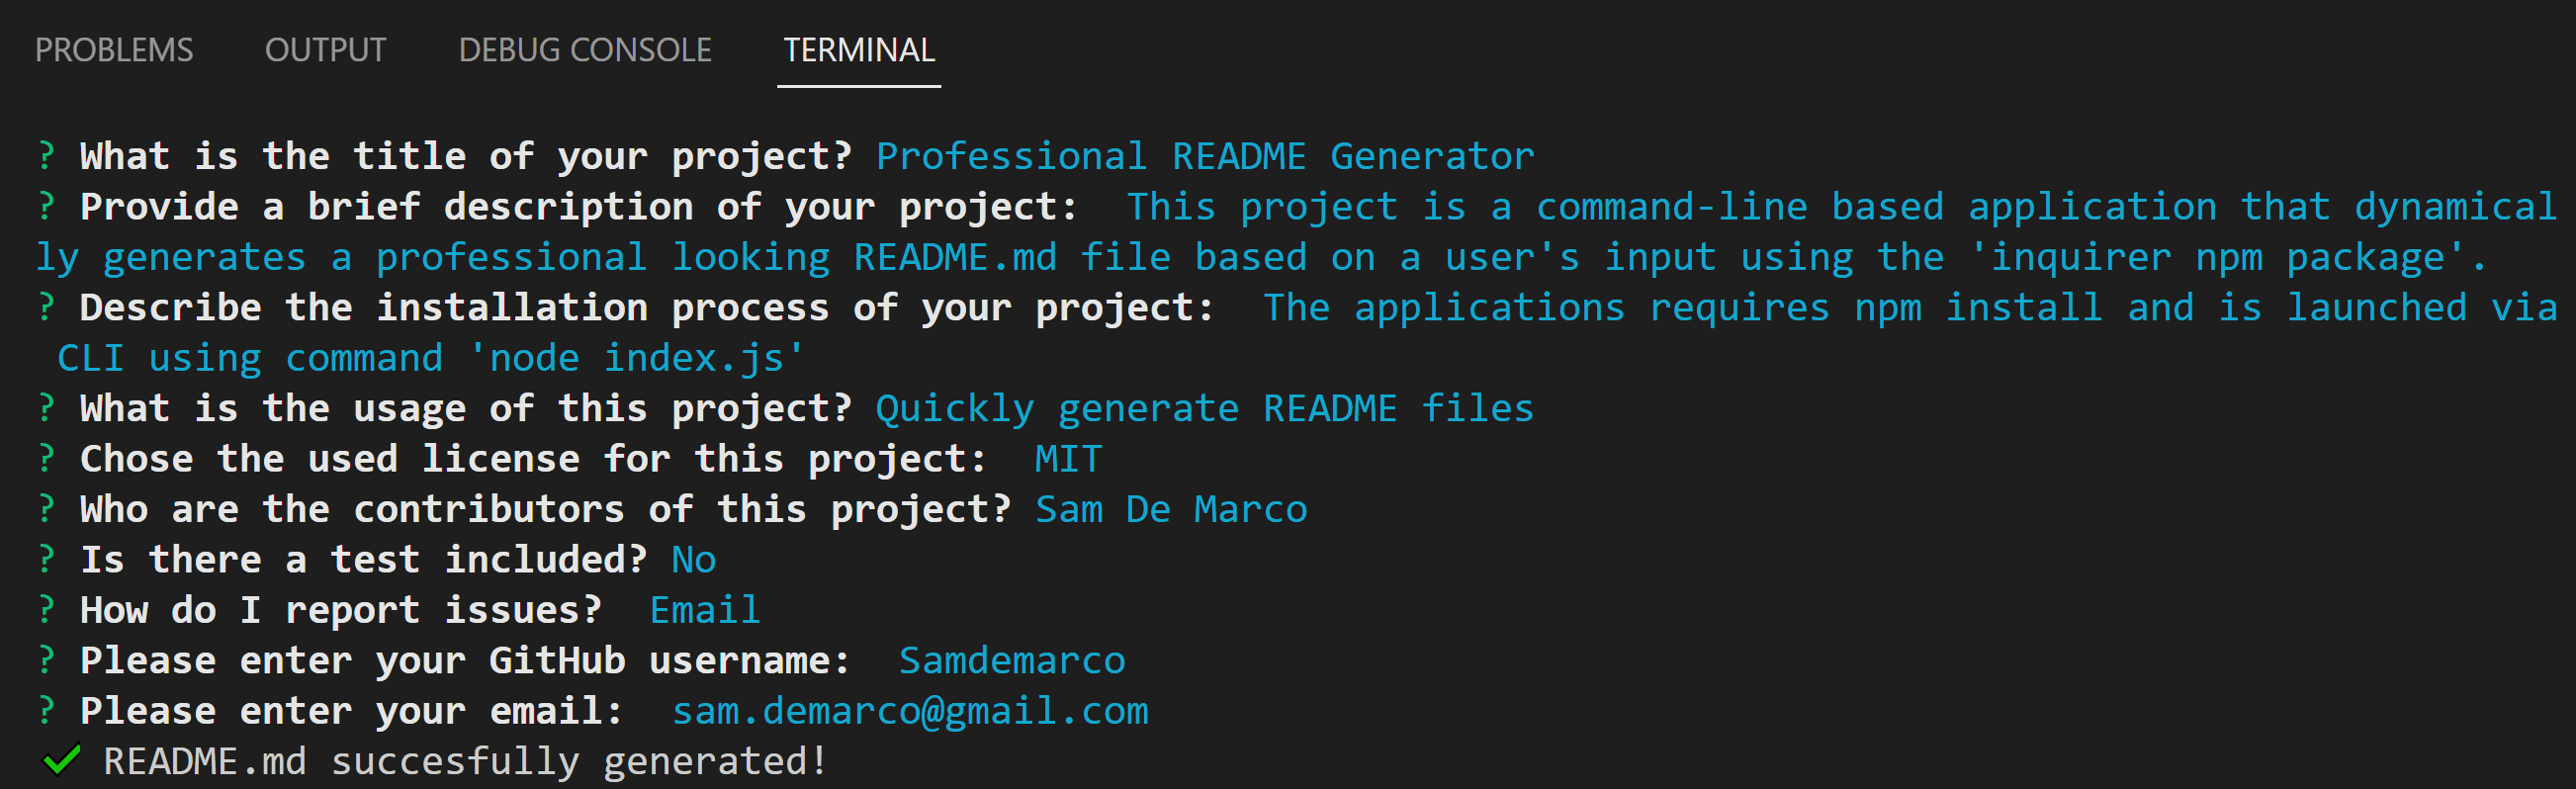 PROBLEMS OUTPUT DEBUG CONSOLE TERMINAL
? What is the title of your project? Professional README Generator
? Provide a brief description of your project:  This project is a command-line based application that dynamical
ly generates a professional looking README.md file based on a user's input using the 'inquirer npm package'.
? Describe the installation process of your project:  The applications requires npm install and is launched via
 CLI using command 'node index.js'
? What is the usage of this project? Quickly generate README files
? Chose the used license for this project:  MIT
? Who are the contributors of this project? Sam De Marco
? Is there a test included? No
? How do I report issues?  Email
? Please enter your GitHub username:  Samdemarco
? Please enter your email:  sam.demarco@gmail.com
✔ README.md succesfully generated!